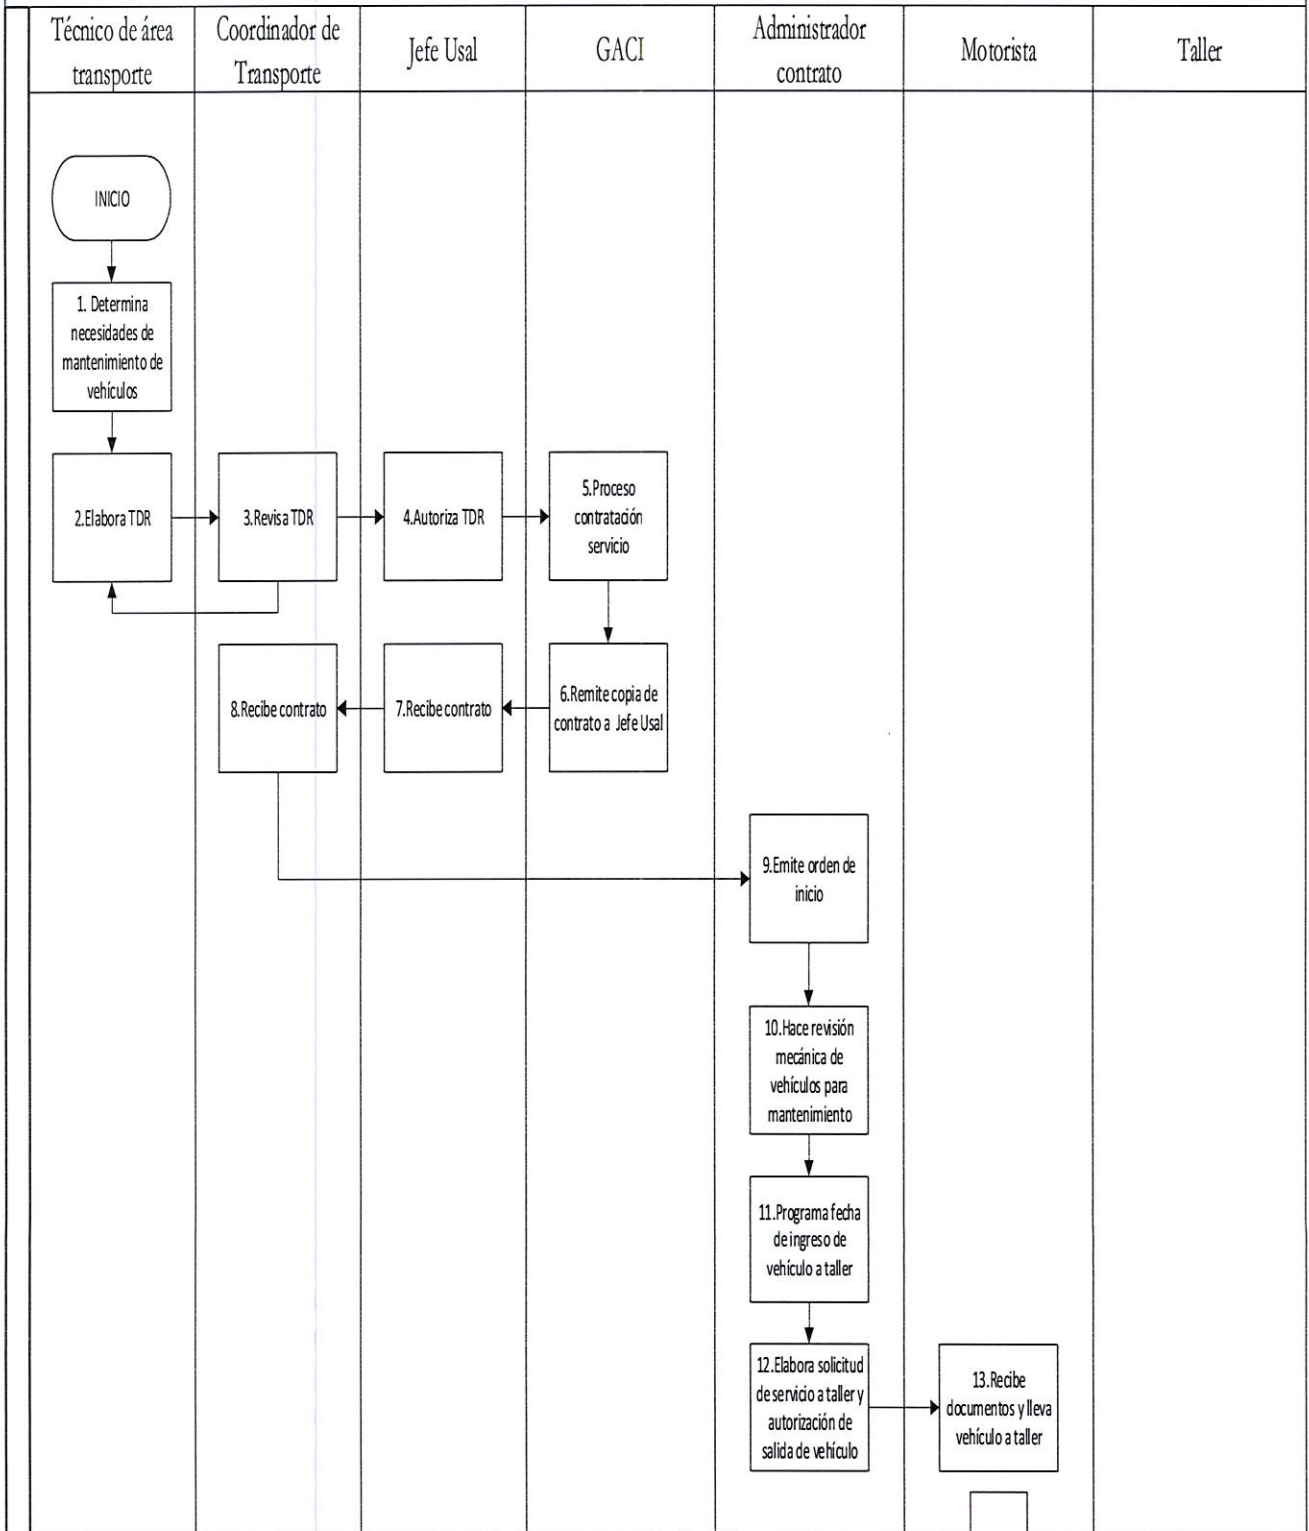 Técnico de área
transporte
Coordinador de
Transporte
Jefe Usal
GACI
Administrador
contrato
Motorista
Taller
INICIO
1. Determina
necesidades de
mantenimiento de
vehículos
2.Elabora TDR
3.Revisa TDR
4.Autoriza TDR
5.Proceso
contratación
servicio
8.Recibe contrato
7.Recibe contrato
6.Remite copia de
contrato a Jefe Usal
9.Emite orden de
inicio
10.Hace revisión
mecánica de
vehículos para
mantenimiento
11.Programa fecha
de ingreso de
vehículo a taller
12.Elabora solicitud
de servicio a taller y
autorización de
salida de vehículo
13.Recibe
documentos y lleva
vehículo a taller